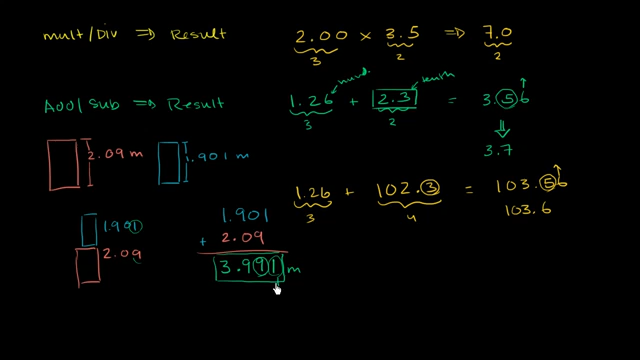 mult/Div ⟹ Result
2.00 × 3.5 ⟹ 7.0
3 2 2
Add/Sub ⟹ Result
1.26 + 2.3 = 3.56
3 2
3.7
2.09 m
1.901 m
1.26 + 102.3 = 103.56
3 4
103.6
1.901
2.09
1.901
+ 2.09
3.991 m